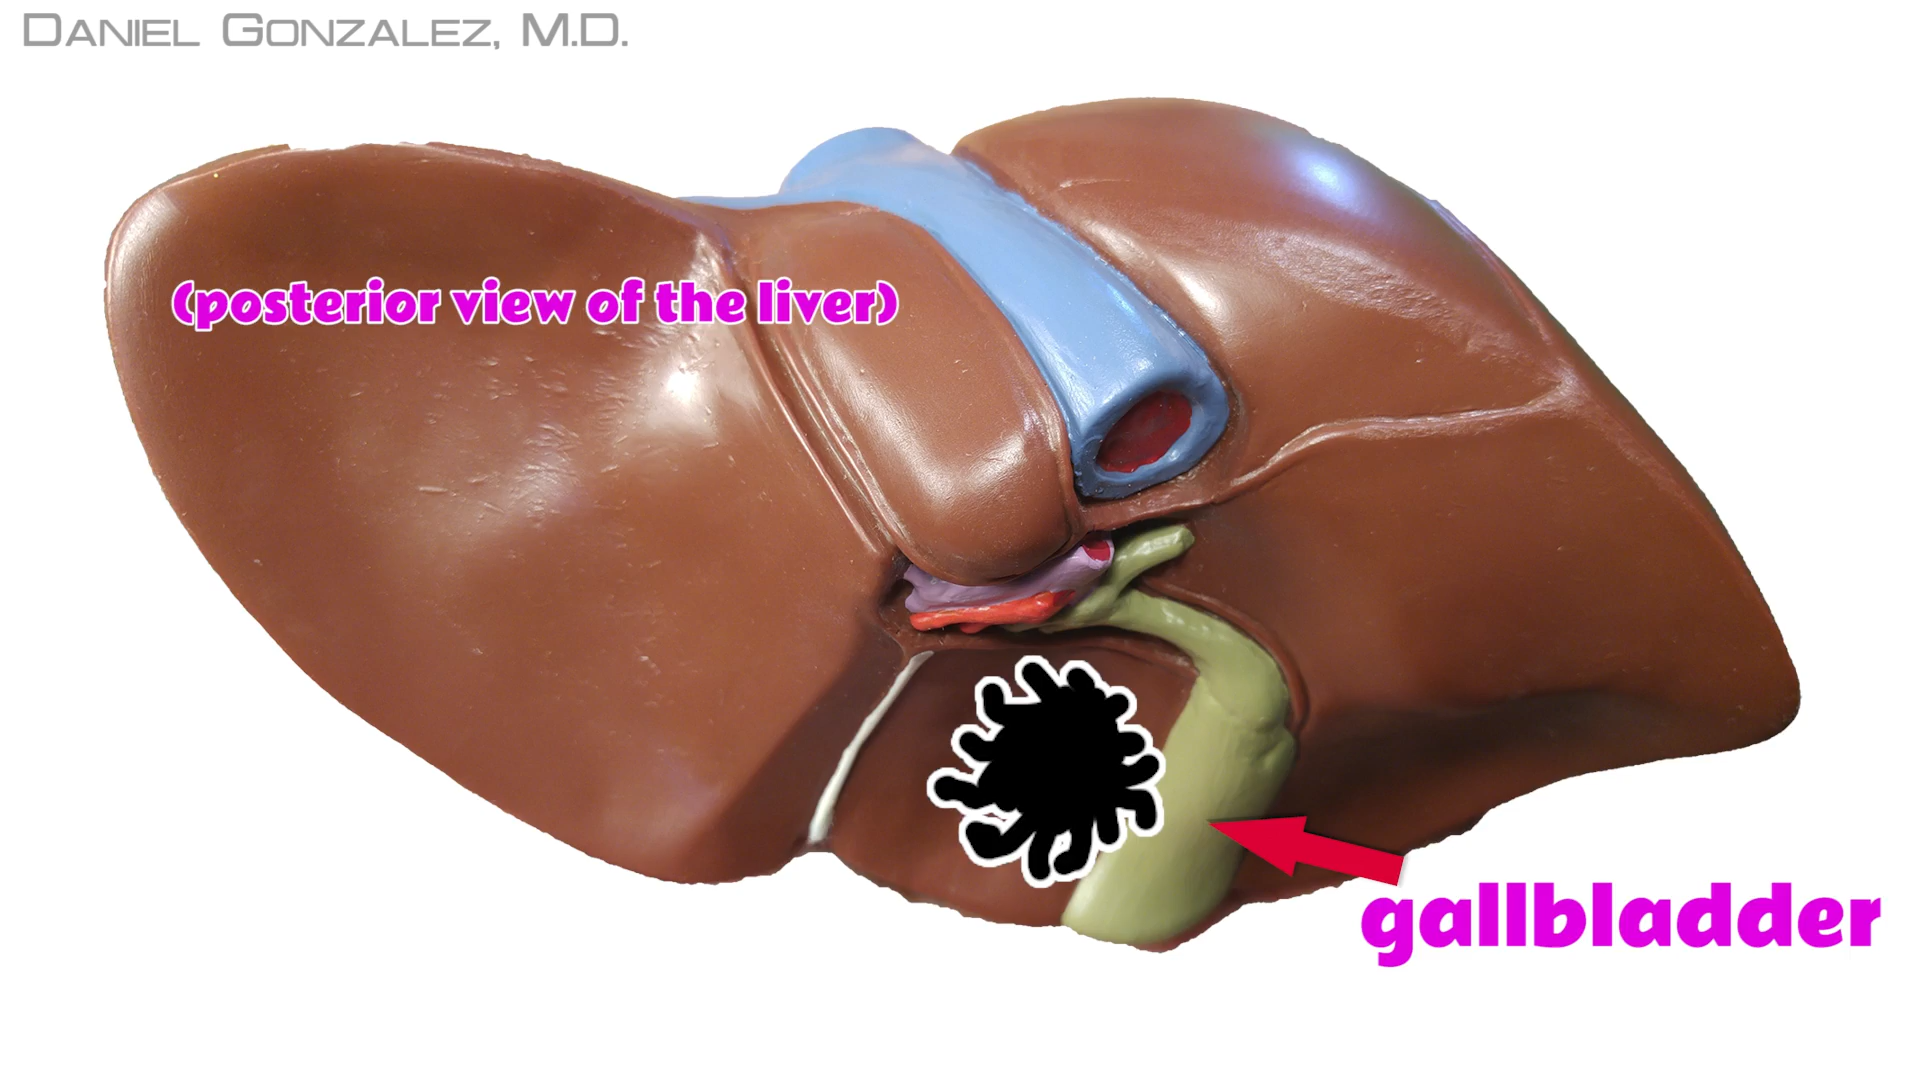 DANIEL GONZALEZ, M.D.
(posterior view of the liver)
gallbladder